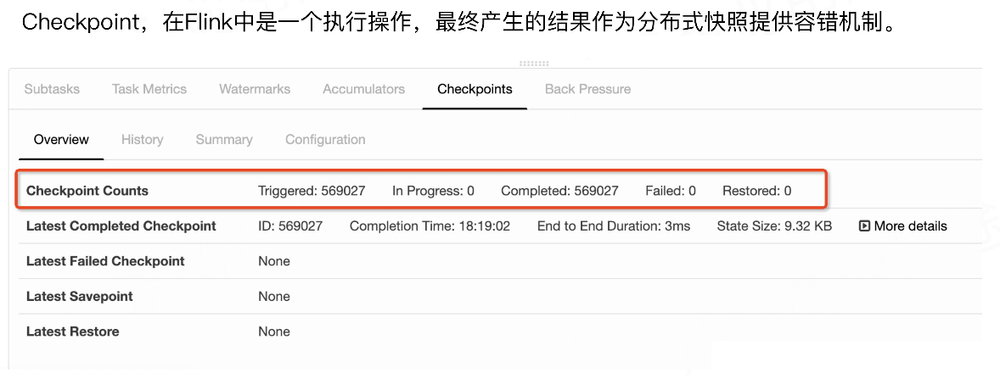 Checkpoint，在Flink中是一个执行操作，最终产生的结果作为分布式快照提供容错机制。
Subtasks Task Metrics Watermarks Accumulators Checkpoints Back Pressure
Overview History Summary Configuration
Checkpoint Counts Triggered: 569027 In Progress: 0 Completed: 569027 Failed: 0 Restored: 0
Latest Completed Checkpoint ID: 569027 Completion Time: 18:19:02 End to End Duration: 3ms State Size: 9.32 KB More details
Latest Failed Checkpoint None
Latest Savepoint None
Latest Restore None